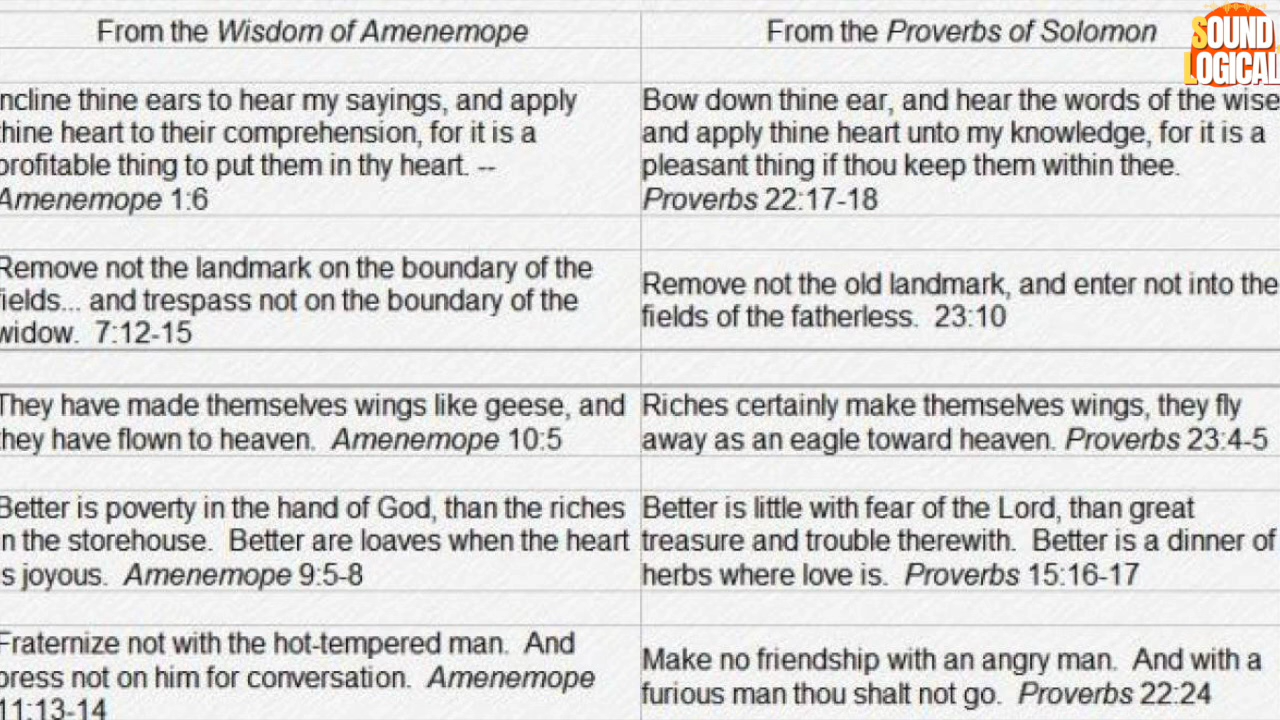 From the Wisdom of Amenemope
From the Proverbs of Solomon
SOUND
LOGICAL
ncline thine ears to hear my sayings, and apply
hine heart to their comprehension, for it is a
profitable thing to put them in thy heart. --
Amenemope 1:6
Bow down thine ear, and hear the words of the wise
and apply thine heart unto my knowledge, for it is a
pleasant thing if thou keep them within thee.
Proverbs 22:17-18
Remove not the landmark on the boundary of the
fields... and trespass not on the boundary of the
widow. 7:12-15
Remove not the old landmark, and enter not into the
fields of the fatherless. 23:10
They have made themselves wings like geese, and
they have flown to heaven. Amenemope 10:5
Riches certainly make themselves wings, they fly
away as an eagle toward heaven. Proverbs 23:4-5
Better is poverty in the hand of God, than the riches
n the storehouse. Better are loaves when the heart
s joyous. Amenemope 9:5-8
Better is little with fear of the Lord, than great
treasure and trouble therewith. Better is a dinner of
herbs where love is. Proverbs 15:16-17
Fraternize not with the hot-tempered man. And
press not on him for conversation. Amenemope
11:13-14
Make no friendship with an angry man. And with a
furious man thou shalt not go. Proverbs 22:24